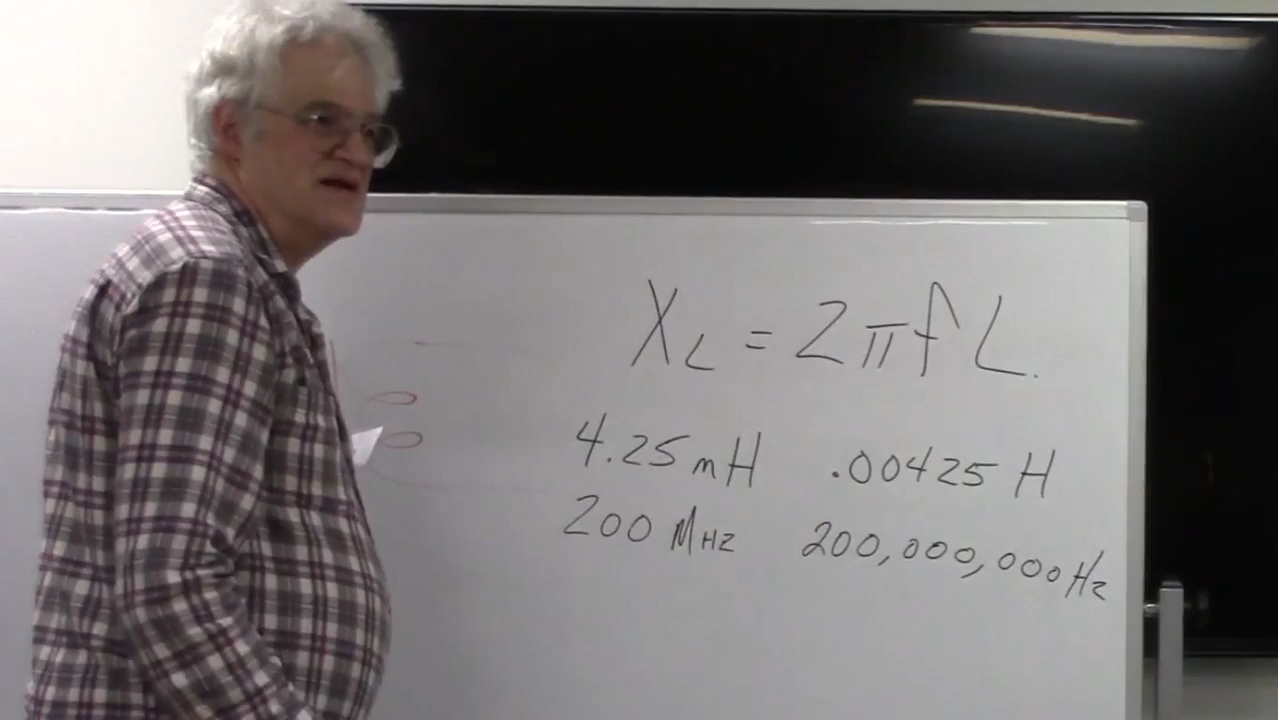 X_L = 2πfL.
4.25 mH .00425 H
200 MHz 200,000,000 Hz